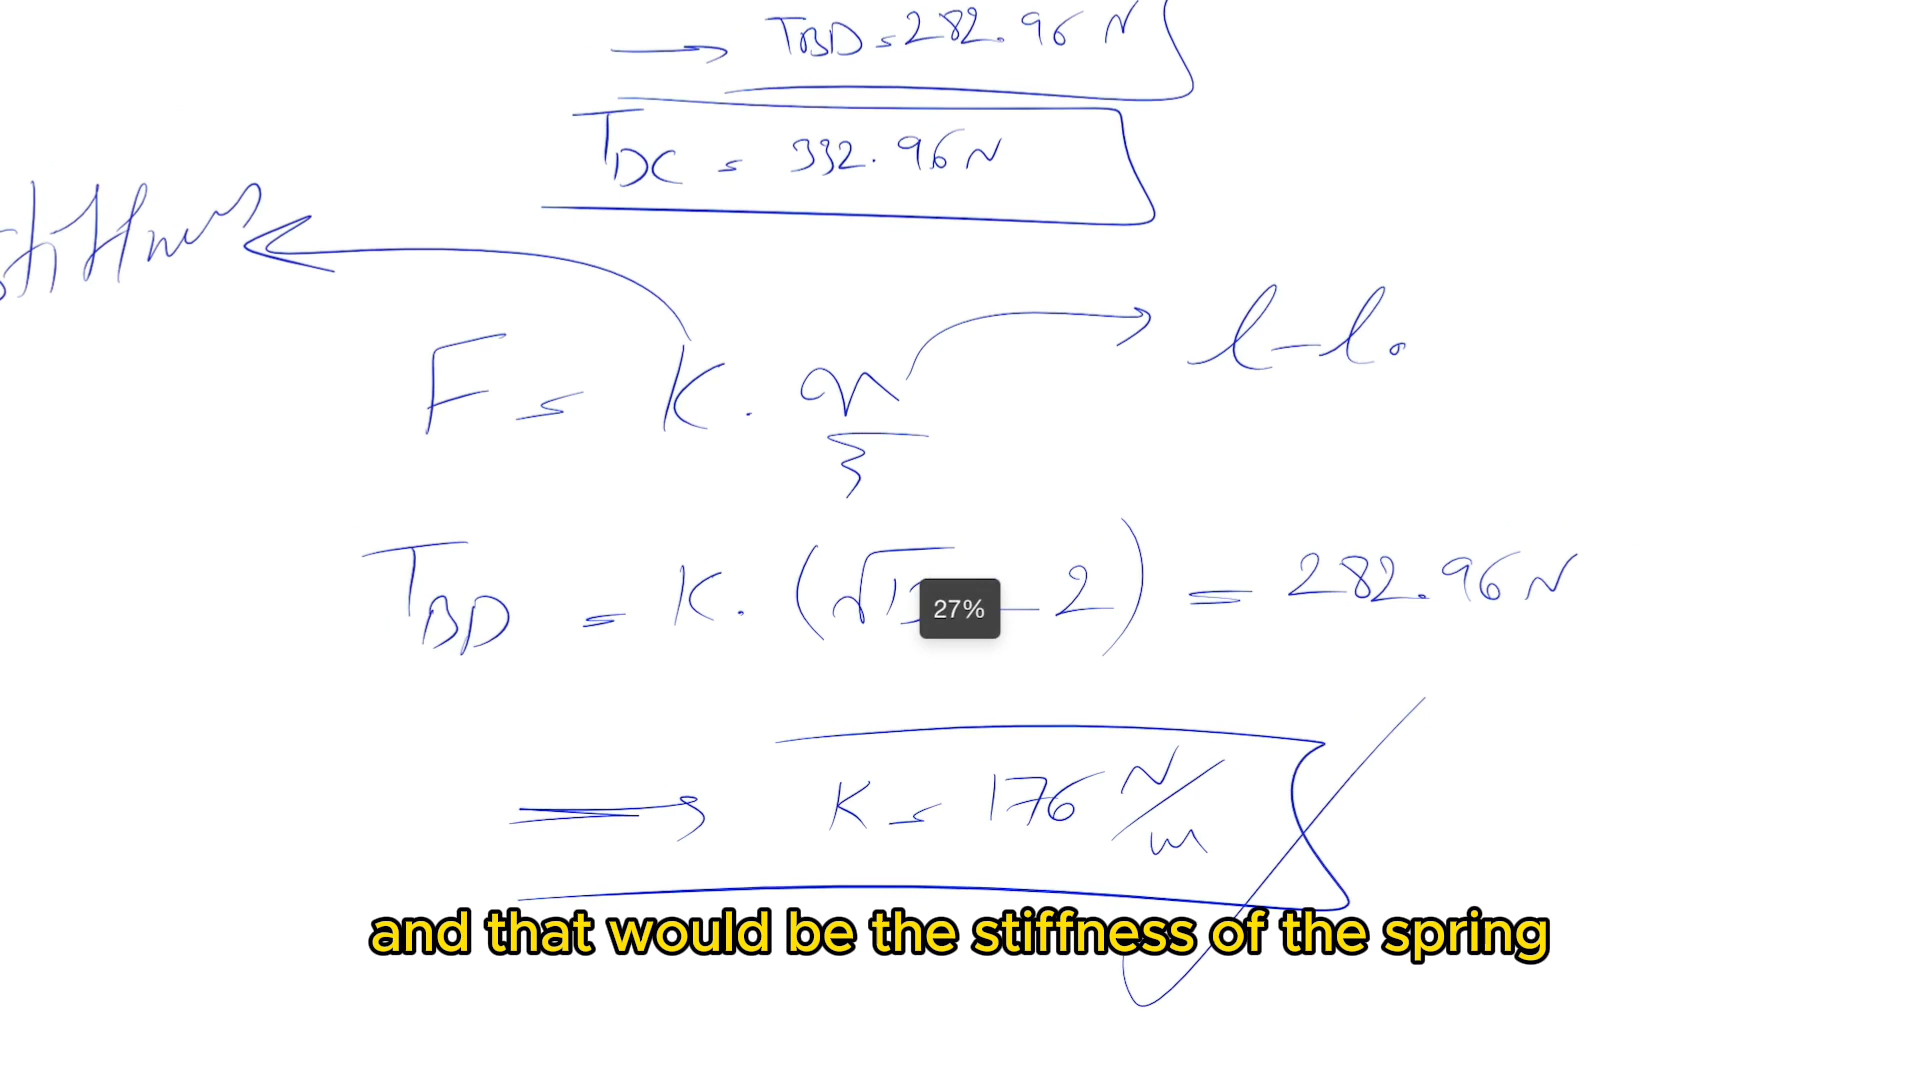 → TBD = 282.96 N
TDC = 332.96 N
stiffness
l - l₀
F = K . x
TBD = K . (√1 - 2) = 282.96 N
27%
⇒ K = 176 N/m
and that would be the stiffness of the spring